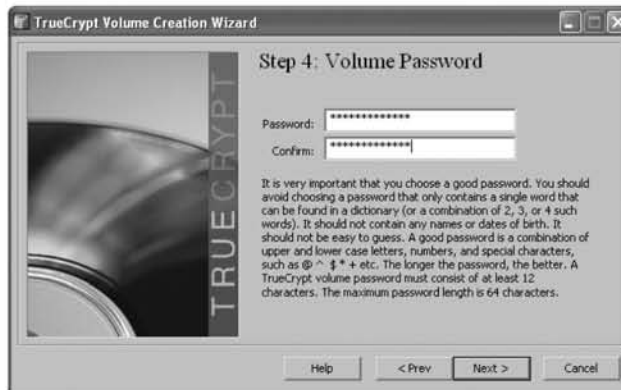 TrueCrypt Volume Creation Wizard
TRUECRYPT
Step 4: Volume Password
Password: *************
Confirm: *************
It is very important that you choose a good password. You should
avoid choosing a password that only contains a single word that
can be found in a dictionary (or a combination of 2, 3, or 4 such
words). It should not contain any names or dates of birth. It
should not be easy to guess. A good password is a combination of
upper and lower case letters, numbers, and special characters,
such as @ ^ $ * + etc. The longer the password, the better. A
TrueCrypt volume password must consist of at least 12
characters. The maximum password length is 64 characters.
Help < Prev Next > Cancel